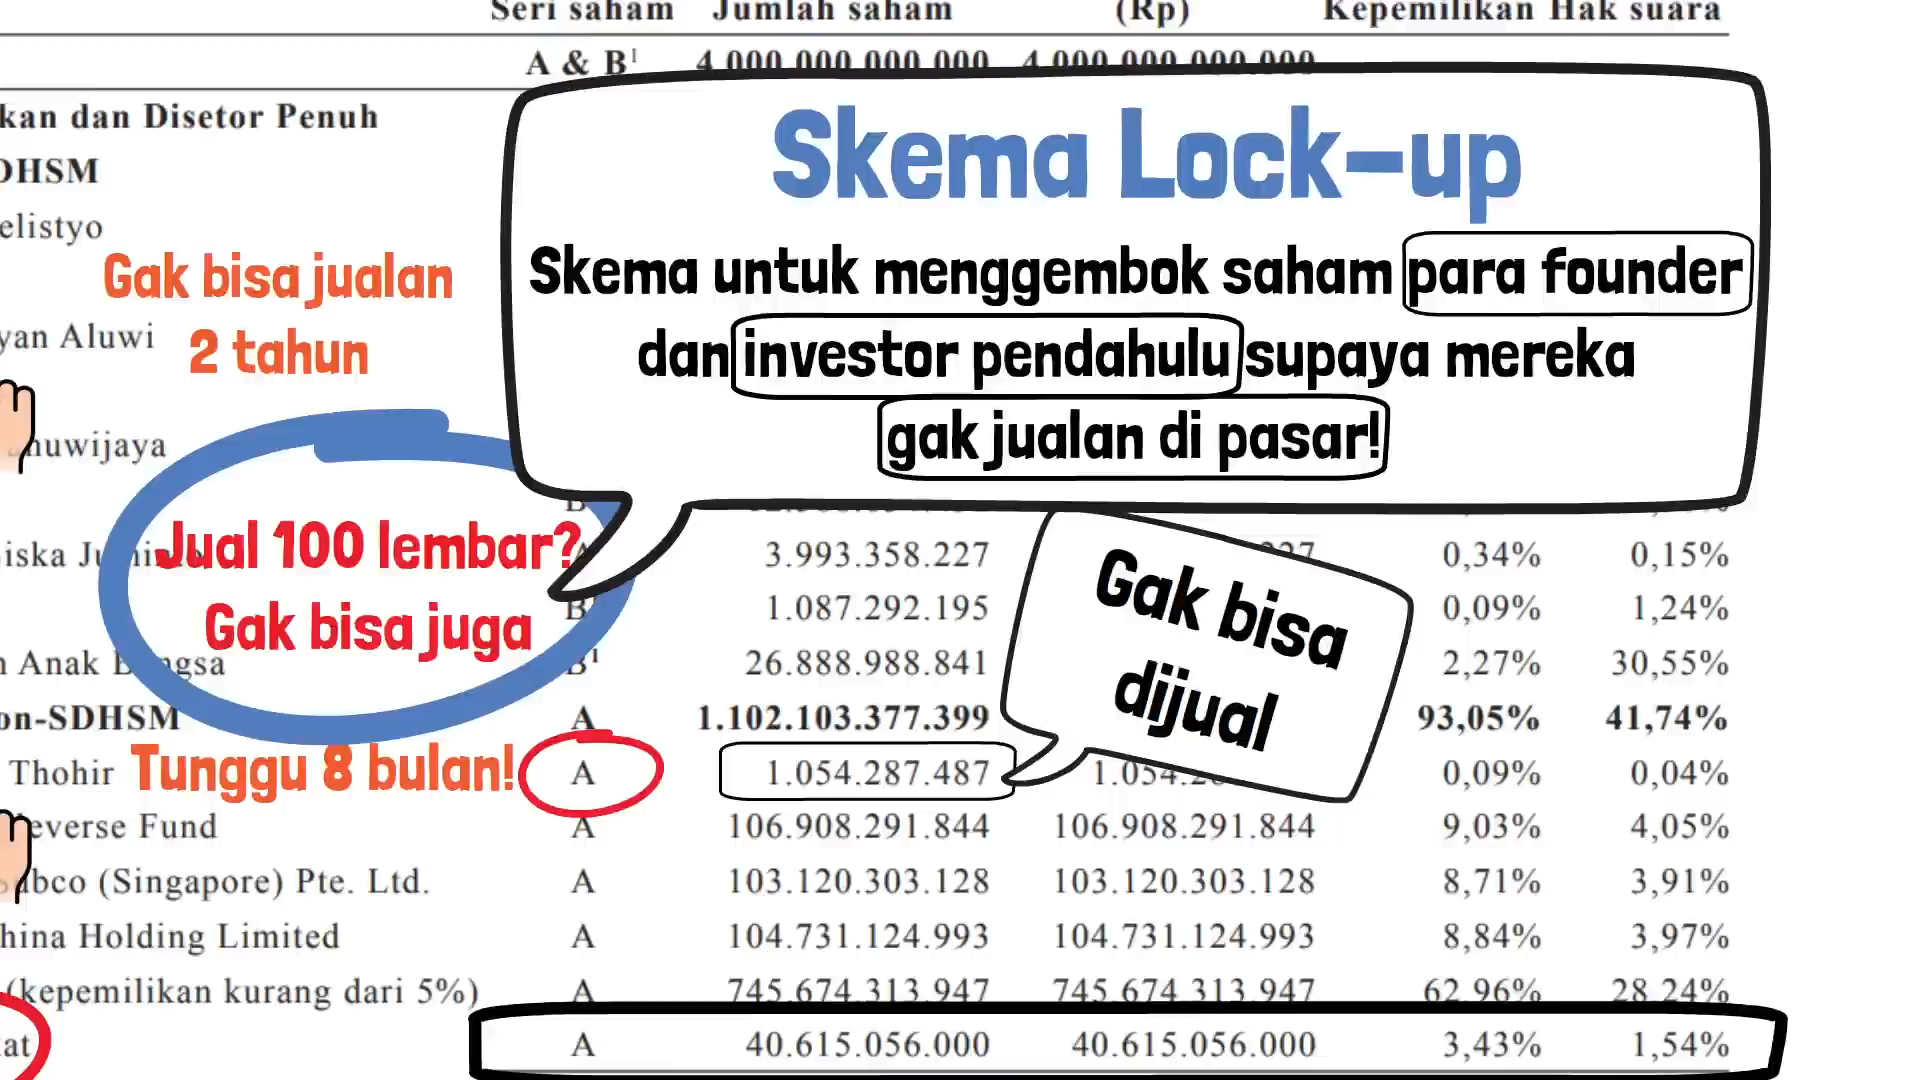 Seri saham Jumlah saham (Rp) Kepemilikan Hak suara
A & B¹ 4.000.000.000.000 4.000.000.000.000
kan dan Disetor Penuh
DHSM
elistyo
Skema Lock-up
Skema untuk menggembok saham para founder
dan investor pendahulu supaya mereka
gak jualan di pasar!
Gak bisa jualan
2 tahun
yan Aluwi
nuwijaya
Jual 100 lembar?
Gak bisa juga
iska 3.993.358.227 0,34% 0,15%
B 1.087.292.195 0,09% 1,24%
Gak bisa
dijual
n Anak B¹ 26.888.988.841 2,27% 30,55%
on-SDHSM A 1.102.103.377.399 93,05% 41,74%
Thohir Tunggu 8 bulan! A 1.054.287.487 0,09% 0,04%
everse Fund A 106.908.291.844 106.908.291.844 9,03% 4,05%
Subco (Singapore) Pte. Ltd. A 103.120.303.128 103.120.303.128 8,71% 3,91%
hina Holding Limited A 104.731.124.993 104.731.124.993 8,84% 3,97%
(kepemilikan kurang dari 5%) A 745.674.313.947 745.674.313.947 62,96% 28,24%
at A 40.615.056.000 40.615.056.000 3,43% 1,54%